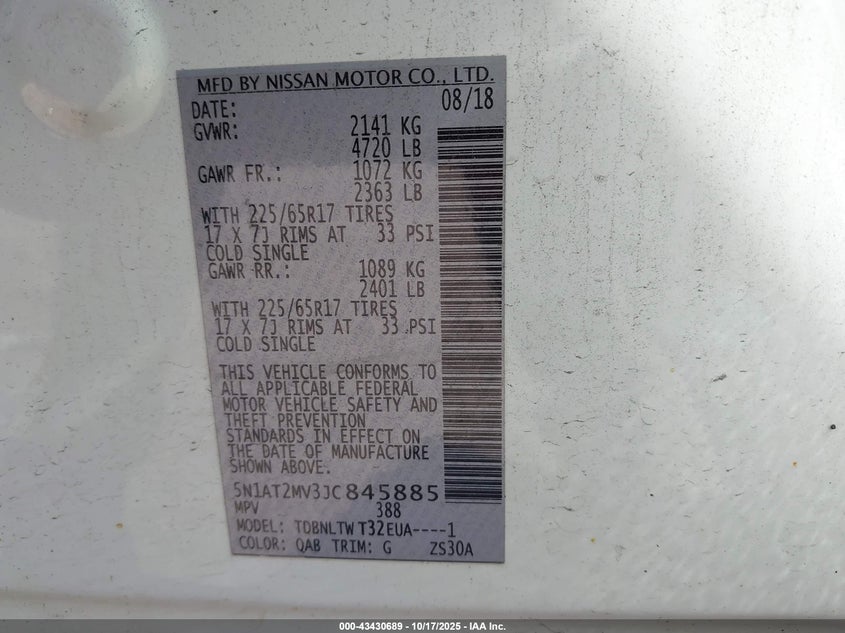 MFD BY NISSAN MOTOR CO., LTD.
DATE: 08/18
GVWR: 2141 KG
4720 LB
GAWR FR.: 1072 KG
2363 LB
WITH 225/65R17 TIRES
17 X 7J RIMS AT 33 PSI
COLD SINGLE
GAWR RR.: 1089 KG
2401 LB
WITH 225/65R17 TIRES
17 X 7J RIMS AT 33 PSI
COLD SINGLE
THIS VEHICLE CONFORMS TO
ALL APPLICABLE FEDERAL
MOTOR VEHICLE SAFETY AND
THEFT PREVENTION
STANDARDS IN EFFECT ON
THE DATE OF MANUFACTURE
SHOWN ABOVE.
5N1AT2MV3JC845885
MPV 388
MODEL: TDBNLTW T32EUA----1
COLOR: QAB TRIM: G ZS30A
000-43430689 - 10/17/2025 - IAA Inc.